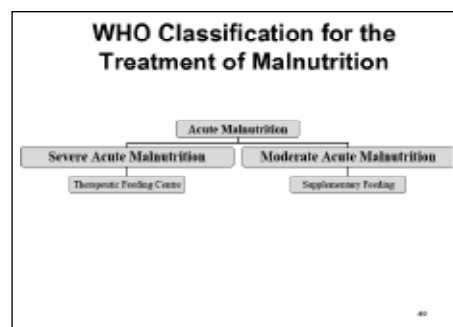 WHO Classification for the
Treatment of Malnutrition
Acute Malnutrition
Severe Acute Malnutrition
Moderate Acute Malnutrition
Therapeutic Feeding Centre
Supplementary Feeding